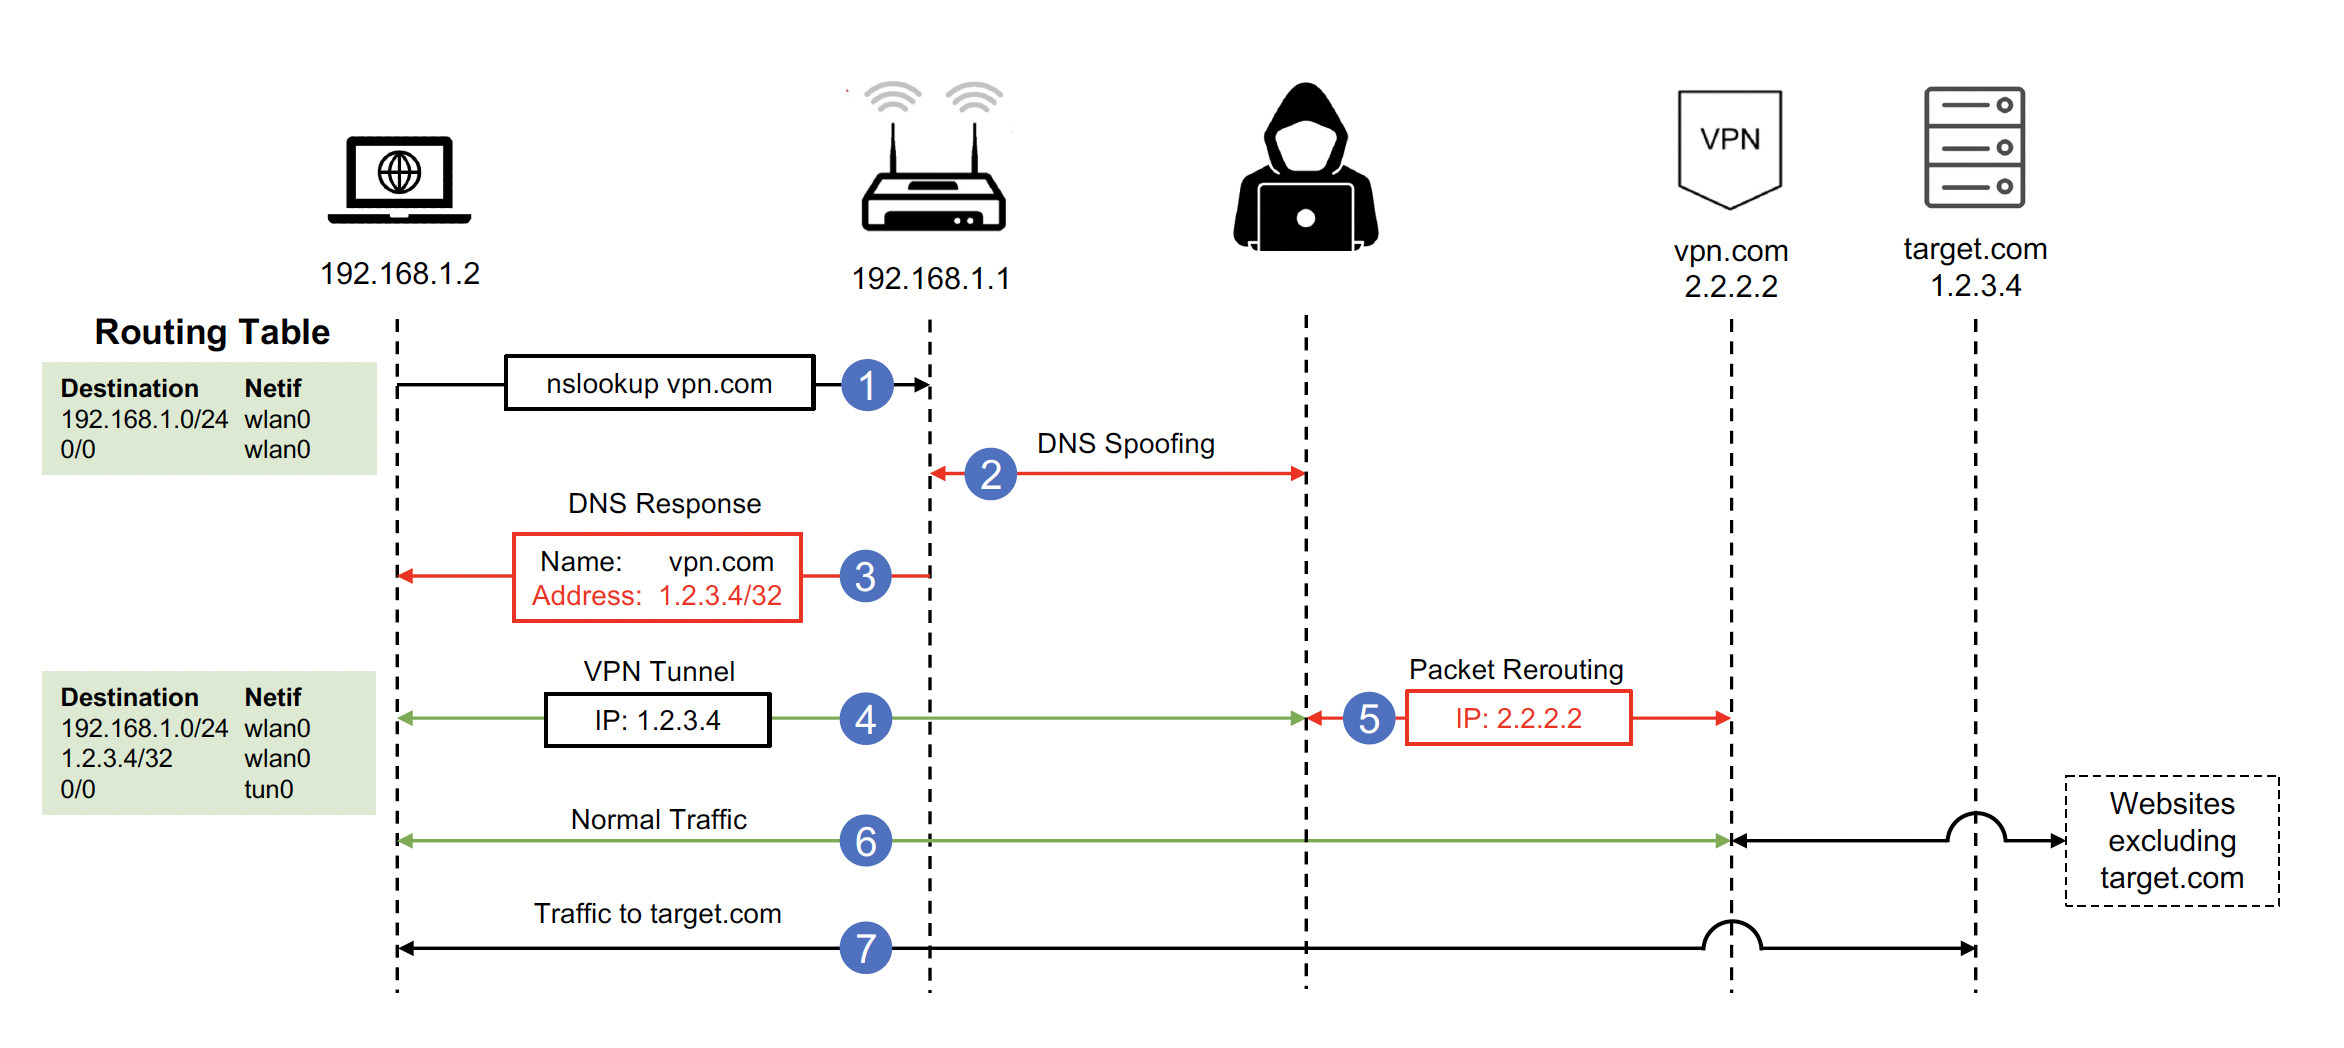 VPN
192.168.1.2
192.168.1.1
vpn.com
2.2.2.2
target.com
1.2.3.4
Routing Table
Destination Netif
192.168.1.0/24 wlan0
0/0 wlan0
nslookup vpn.com
1
DNS Spoofing
2
DNS Response
Name: vpn.com
Address: 1.2.3.4/32
3
Destination Netif
192.168.1.0/24 wlan0
1.2.3.4/32 wlan0
0/0 tun0
VPN Tunnel
IP: 1.2.3.4
4
Packet Rerouting
5
IP: 2.2.2.2
Normal Traffic
6
Websites
excluding
target.com
Traffic to target.com
7